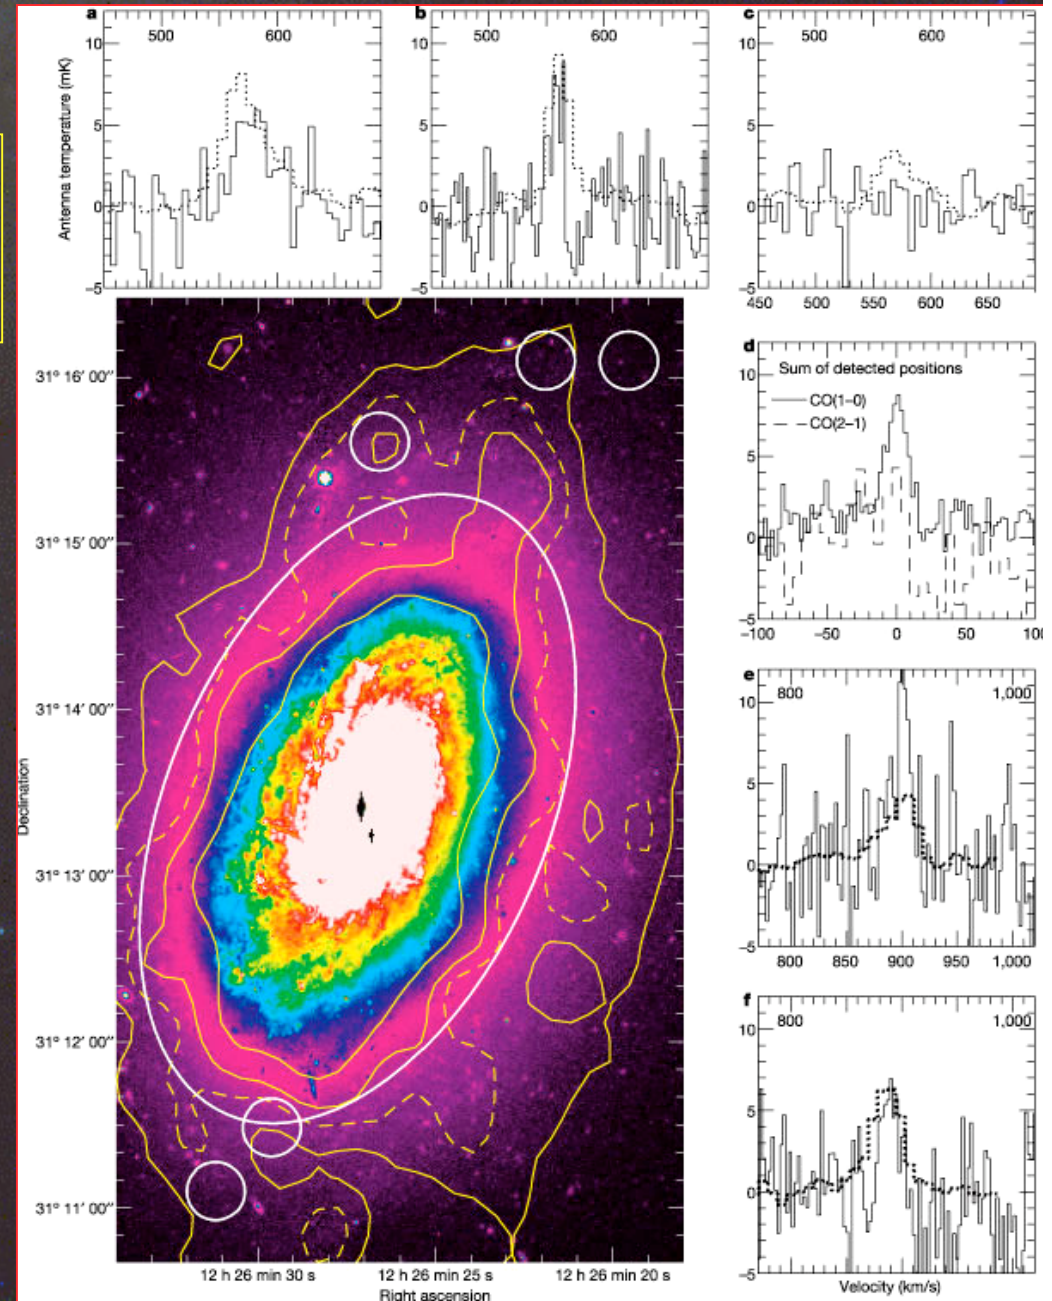 a
500 600
10
5
0
−5
Antenna temperature (mK)
b
500 600
c
500 600
10
5
0
−5
450 500 550 600 650
d
Sum of detected positions
CO(1–0)
CO(2–1)
10
5
0
−5
−100 −50 0 50 100
e
800 1,000
10
5
0
−5
800 850 900 950 1,000
f
800 1,000
10
5
0
−5
Velocity (km/s)
31° 16′ 00″
31° 15′ 00″
31° 14′ 00″
31° 13′ 00″
31° 12′ 00″
31° 11′ 00″
Declination
12 h 26 min 30 s 12 h 26 min 25 s 12 h 26 min 20 s
Right ascension